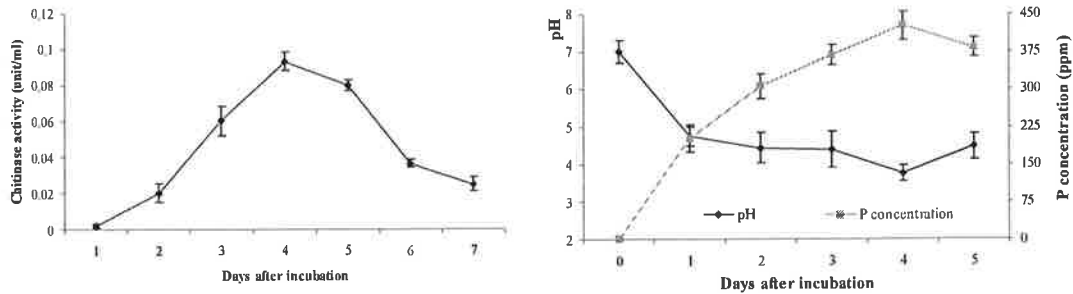 0,12
0,1
0,08
0,06
0,04
0,02
0
Chitinase activity (unit/ml)
1 2 3 4 5 6 7
Days after incubation
8
7
6
5
4
3
2
pH
450
375
300
225
150
75
0
P concentration (ppm)
pH P concentration
0 1 2 3 4 5
Days after incubation